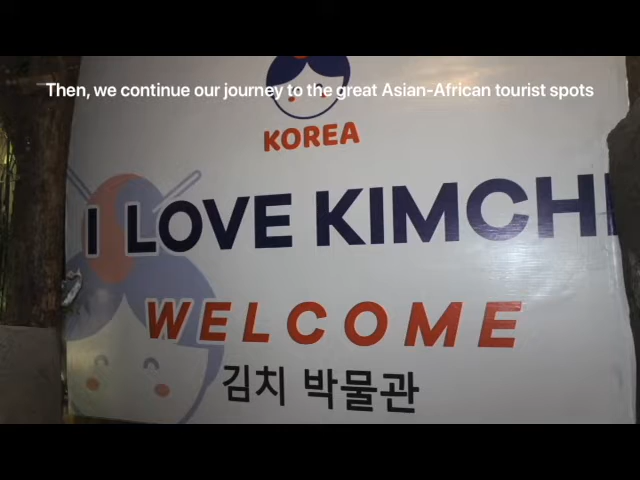 Then, we continue our journey to the great Asian-African tourist spots
KOREA
I LOVE KIMCHI
WELCOME
김치 박물관